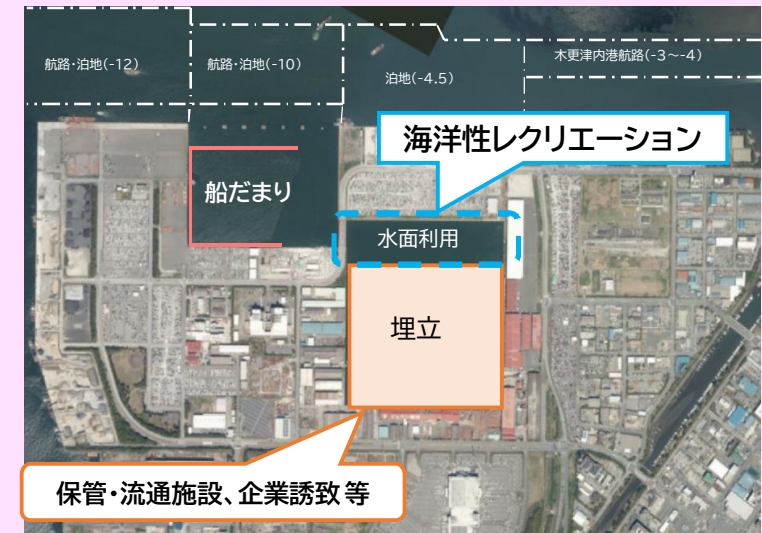 航路・泊地(-12)
航路・泊地(-10)
泊地(-4.5)
木更津内港航路(-3～-4)
海洋性レクリエーション
船だまり
水面利用
埋立
保管・流通施設、企業誘致等